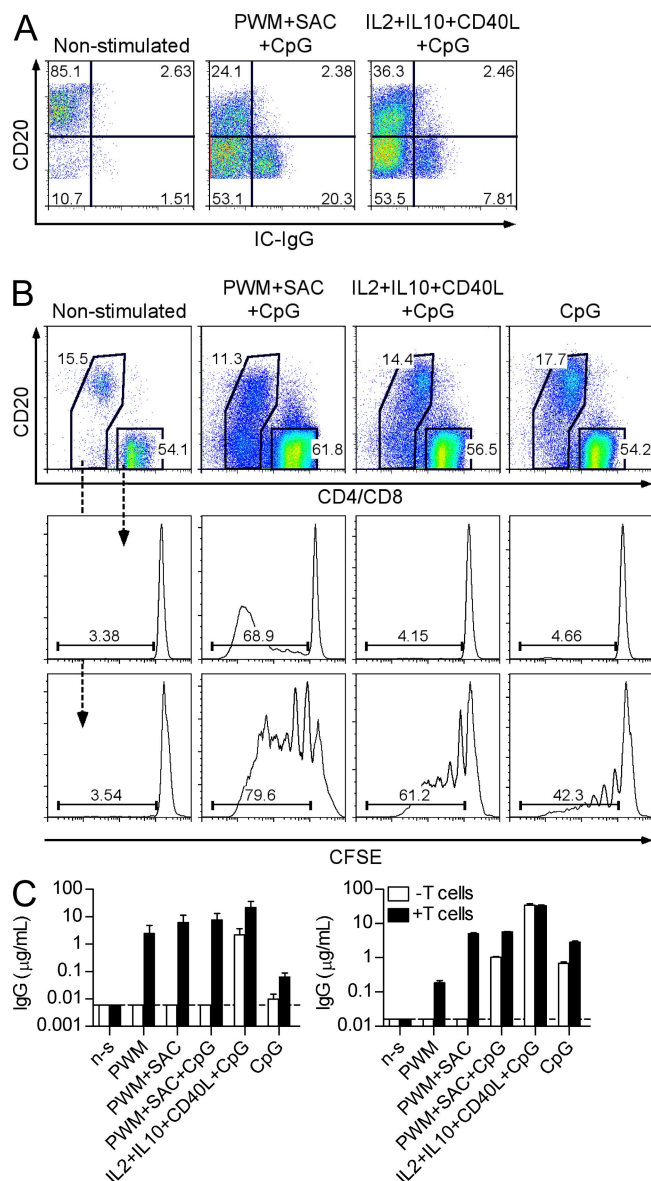 A
Non-stimulated
PWM+SAC
+CpG
IL2+IL10+CD40L
+CpG
85.1 2.63
10.7 1.51
24.1 2.38
53.1 20.3
36.3 2.46
53.5 7.81
CD20
IC-IgG
B
Non-stimulated
PWM+SAC
+CpG
IL2+IL10+CD40L
+CpG
CpG
15.5 54.1
11.3 61.8
14.4 56.5
17.7 54.2
CD20
CD4/CD8
3.38 68.9 4.15 4.66
3.54 79.6 61.2 42.3
CFSE
C
IgG (µg/mL)
100
10
1
0.1
0.01
0.001
n-s
PWM
PWM+SAC
PWM+SAC+CpG
IL2+IL10+CD40L+CpG
CpG
IgG (µg/mL)
100
10
1
0.1
0.01
-T cells
+T cells
n-s
PWM
PWM+SAC
PWM+SAC+CpG
IL2+IL10+CD40L+CpG
CpG